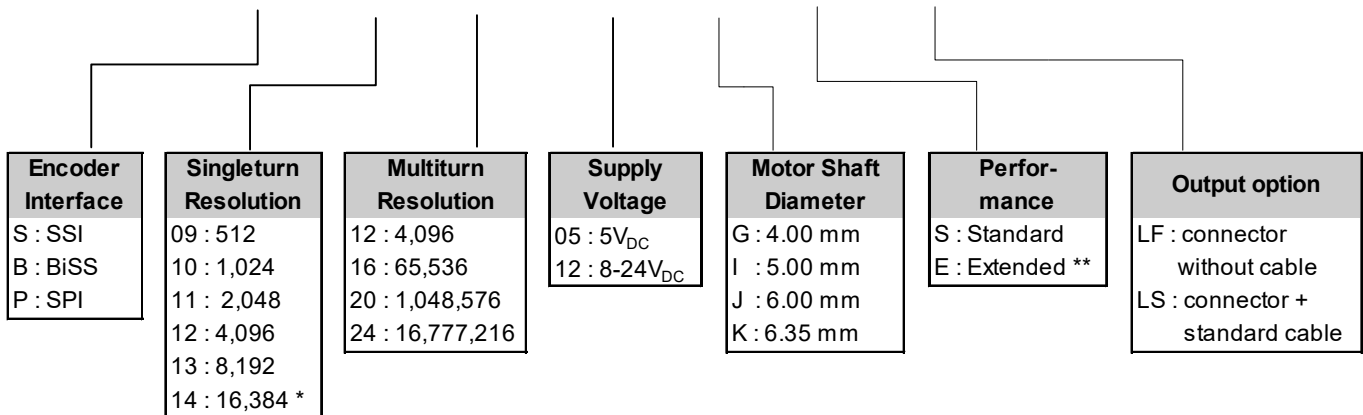 Encoder
Interface
S : SSI
B : BiSS
P : SPI
Singleturn
Resolution
09 : 512
10 : 1,024
11 : 2,048
12 : 4,096
13 : 8,192
14 : 16,384 *
Multiturn
Resolution
12 : 4,096
16 : 65,536
20 : 1,048,576
24 : 16,777,216
Supply
Voltage
05 : 5VDC
12 : 8-24VDC
Motor Shaft
Diameter
G : 4.00 mm
I : 5.00 mm
J : 6.00 mm
K : 6.35 mm
Perfor-
mance
S : Standard
E : Extended **
Output option
LF : connector
without cable
LS : connector +
standard cable